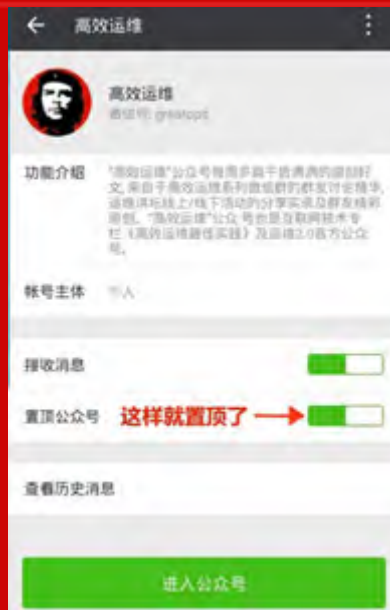 高效运维
高效运维
微信号: greatops
功能介绍
"高效运维"公众号每周多篇干货满满的原创好
文,来自于高效运维系列微信群的群友讨论精华,
运维讲坛线上/线下活动的分享实录及群友精彩
原创。"高效运维"公众号也是互联网技术专
栏《高效运维最佳实践》及运维2.0官方公众
号。
帐号主体 个人
接收消息
置顶公众号 这样就置顶了
查看历史消息
进入公众号